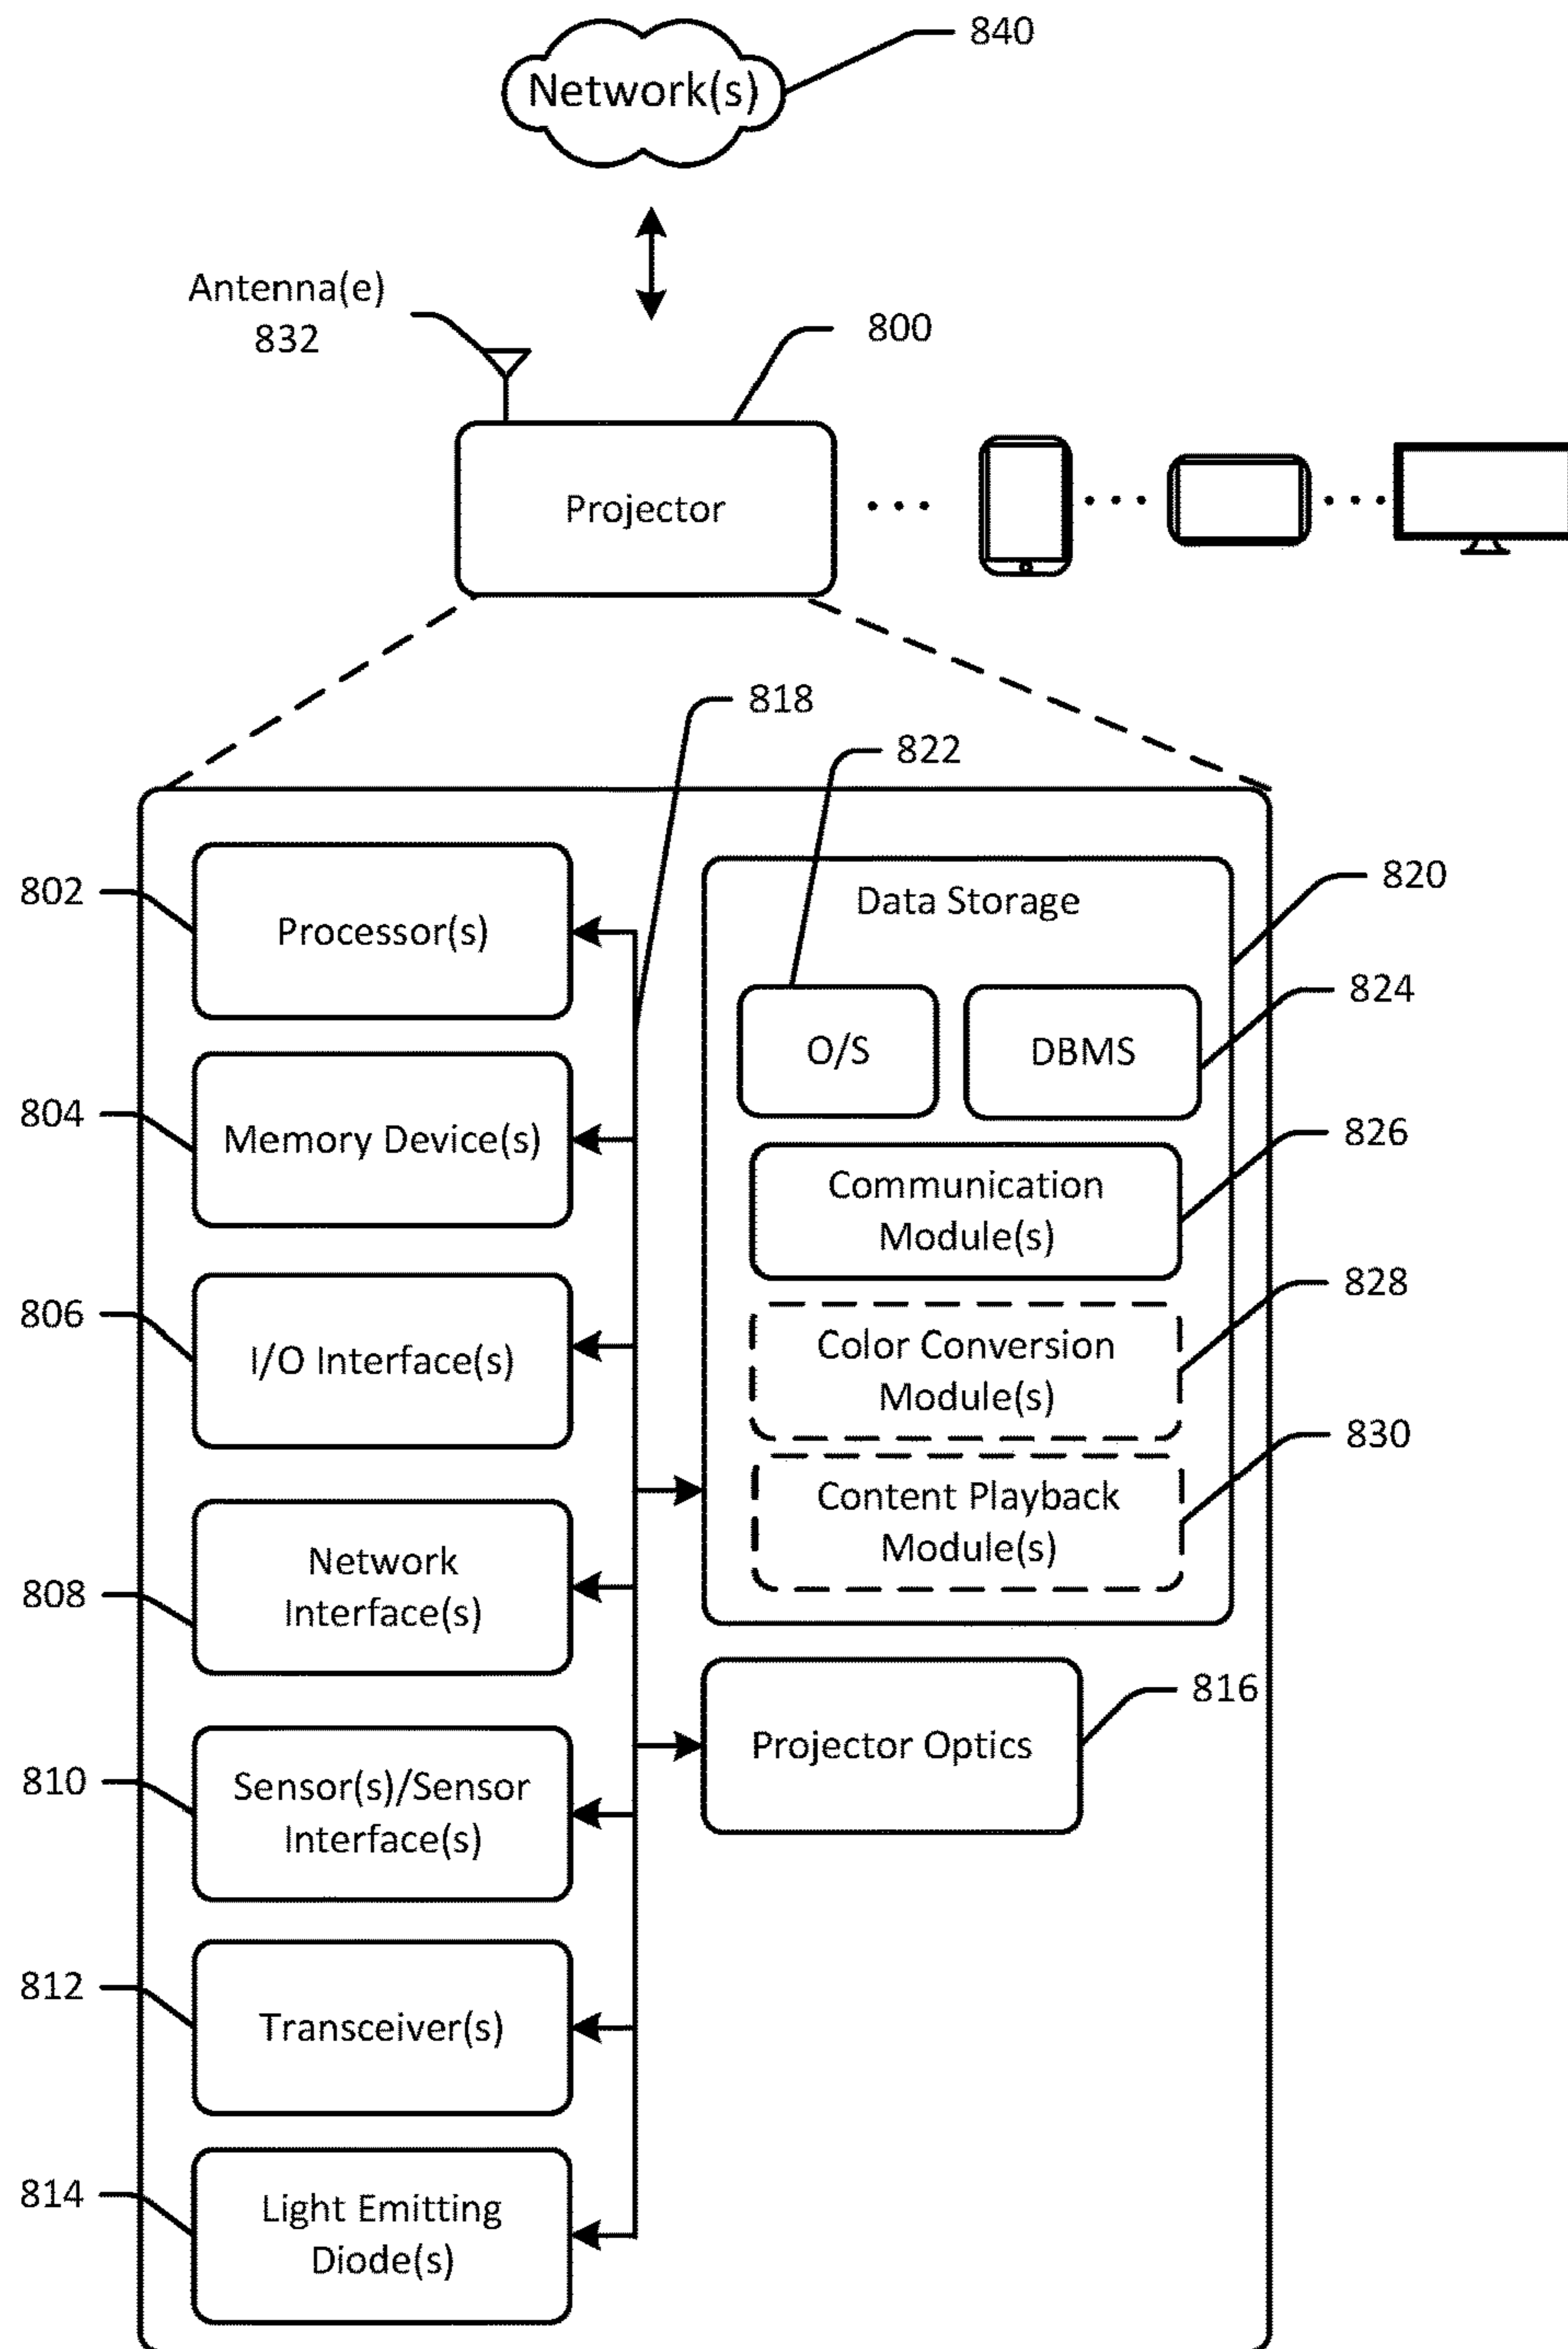 840
Network(s)
Antenna(e)
832
800
Projector
818
822
802
Processor(s)
Data Storage
820
O/S
DBMS
824
804
Memory Device(s)
Communication
Module(s)
826
806
I/O Interface(s)
Color Conversion
Module(s)
828
808
Network
Interface(s)
Content Playback
Module(s)
830
810
Sensor(s)/Sensor
Interface(s)
Projector Optics
816
812
Transceiver(s)
814
Light Emitting
Diode(s)